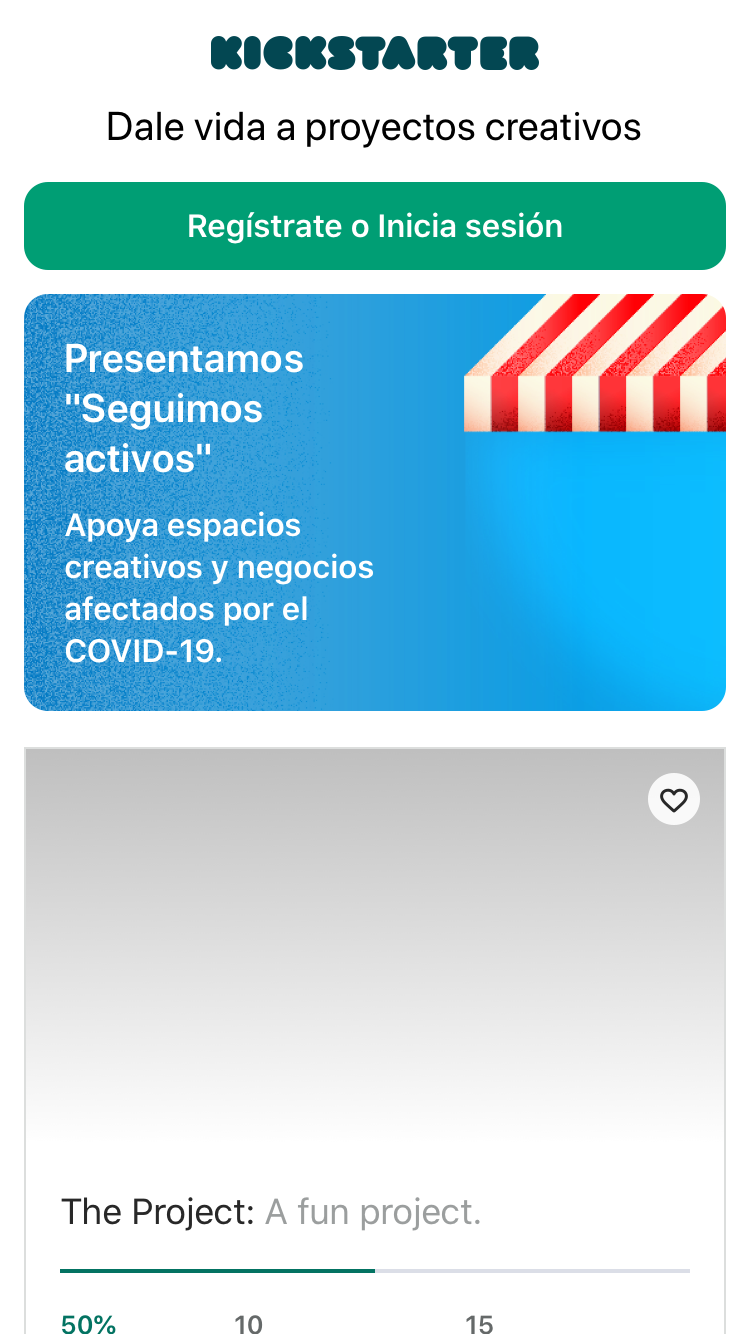 KICKSTARTER
Dale vida a proyectos creativos
Regístrate o Inicia sesión
Presentamos
"Seguimos
activos"
Apoya espacios
creativos y negocios
afectados por el
COVID-19.
The Project: A fun project.
50% 10 15